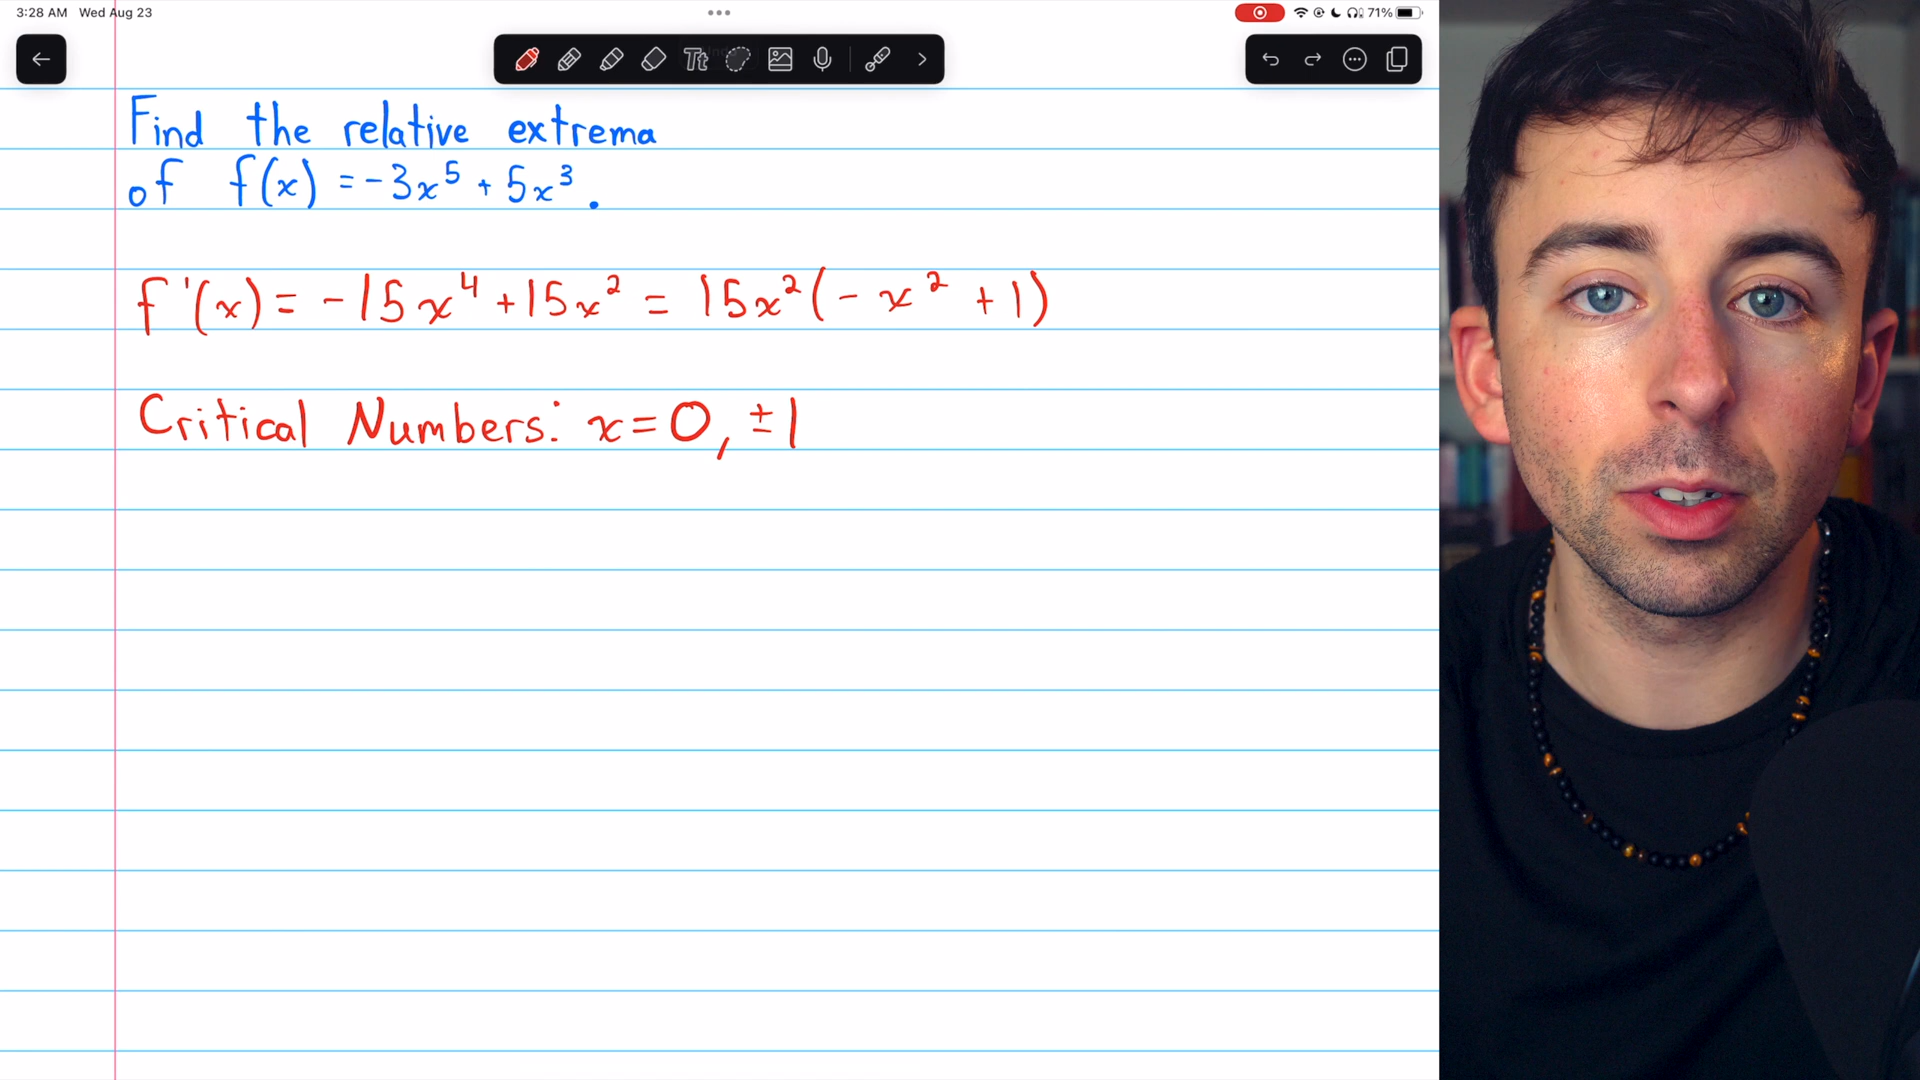 3:28 AM Wed Aug 23
71%
Tt
Find the relative extrema
of f(x) = -3x⁵ + 5x³.
f'(x) = -15x⁴ + 15x² = 15x²(-x² + 1)
Critical Numbers: x = 0, ±1